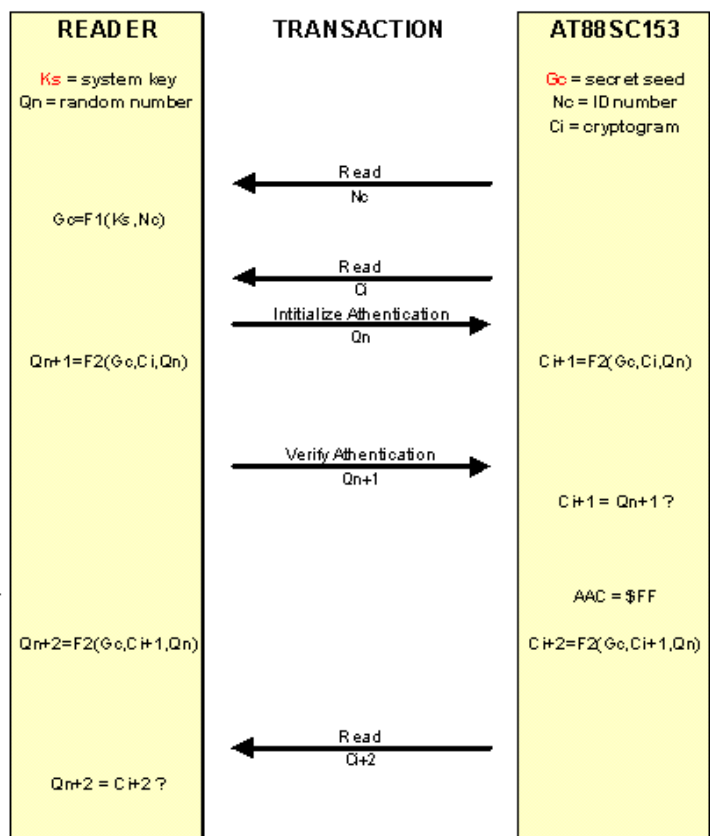 READER
TRANSACTION
AT88SC153
Ks = system key
Qn = random number
Gc = secret seed
Nc = ID number
Ci = cryptogram
Read
Nc
Gc=F1(Ks,Nc)
Read
Ci
Intitialize Athentication
Qn
Qn+1=F2(Gc,Ci,Qn)
Ci+1=F2(Gc,Ci,Qn)
Verify Athentication
Qn+1
Ci+1 = Qn+1 ?
AAC = $FF
Qn+2=F2(Gc,Ci+1,Qn)
Ci+2=F2(Gc,Ci+1,Qn)
Read
Ci+2
Qn+2 = Ci+2 ?